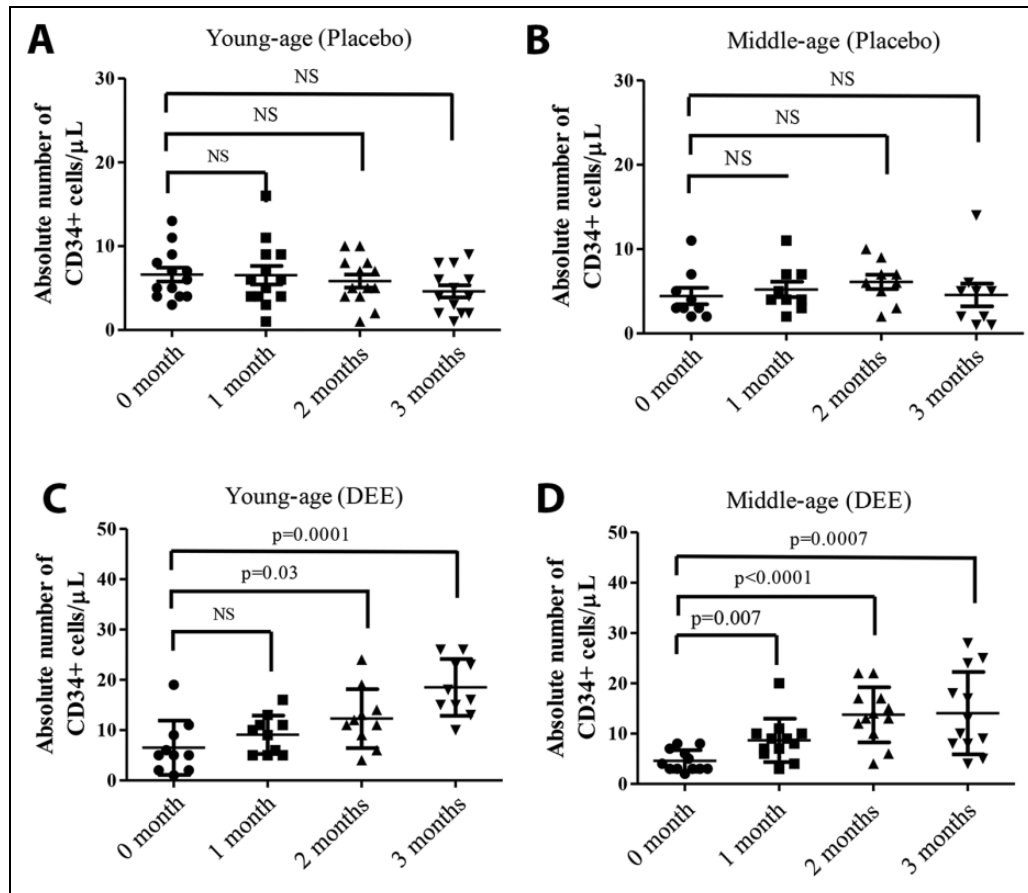 A
Young-age (Placebo)
Absolute number of
CD34+ cells/μL
30
20
10
0
NS
NS
NS
0 month
1 month
2 months
3 months
B
Middle-age (Placebo)
Absolute number of
CD34+ cells/μL
30
20
10
0
NS
NS
NS
0 month
1 month
2 months
3 months
C
Young-age (DEE)
Absolute number of
CD34+ cells/μL
50
40
30
20
10
0
p=0.0001
p=0.03
NS
0 month
1 month
2 months
3 months
D
Middle-age (DEE)
Absolute number of
CD34+ cells/μL
50
40
30
20
10
0
p=0.0007
p<0.0001
p=0.007
0 month
1 month
2 months
3 months